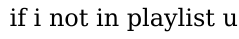 if i not in playlist u